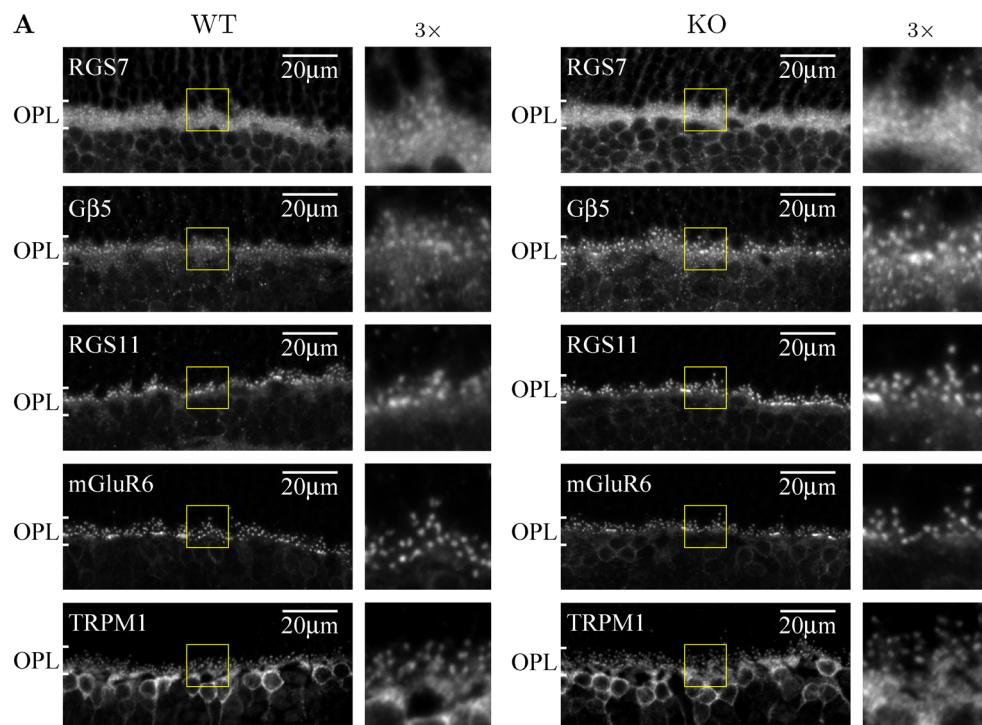 A WT 3× KO 3×
RGS7 20μm RGS7 20μm
OPL OPL
Gβ5 20μm Gβ5 20μm
OPL OPL
RGS11 20μm RGS11 20μm
OPL OPL
mGluR6 20μm mGluR6 20μm
OPL OPL
TRPM1 20μm TRPM1 20μm
OPL OPL